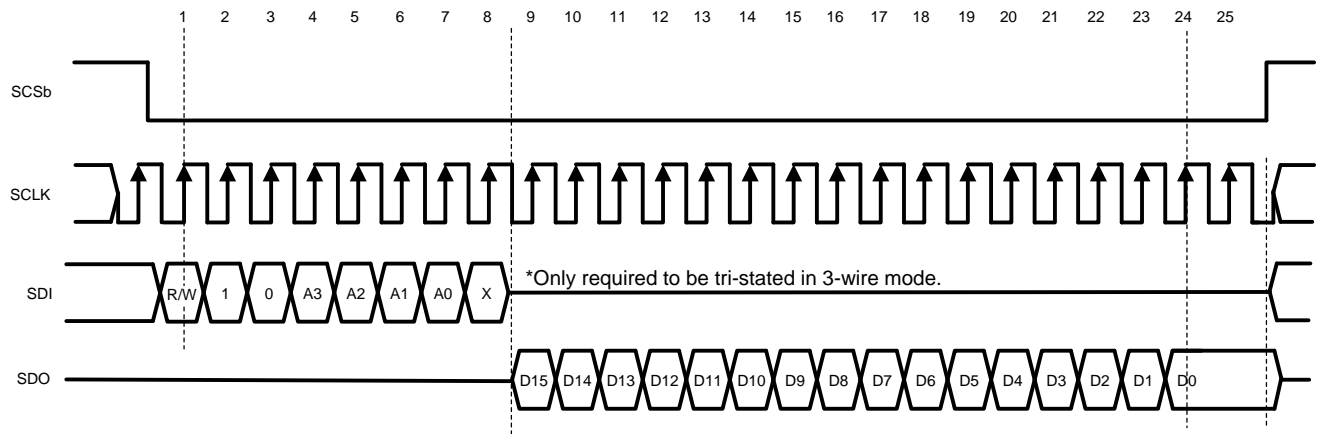 1 2 3 4 5 6 7 8 9 10 11 12 13 14 15 16 17 18 19 20 21 22 23 24 25
SCSb
SCLK
*Only required to be tri-stated in 3-wire mode.
SDI R/W 1 0 A3 A2 A1 A0 X
SDO D15 D14 D13 D12 D11 D10 D9 D8 D7 D6 D5 D4 D3 D2 D1 D0